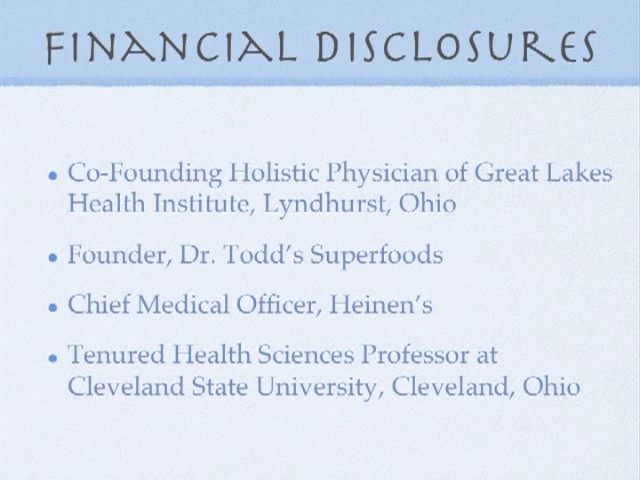 FINANCIAL DISCLOSURES
• Co-Founding Holistic Physician of Great Lakes
Health Institute, Lyndhurst, Ohio
• Founder, Dr. Todd's Superfoods
• Chief Medical Officer, Heinen's
• Tenured Health Sciences Professor at
Cleveland State University, Cleveland, Ohio